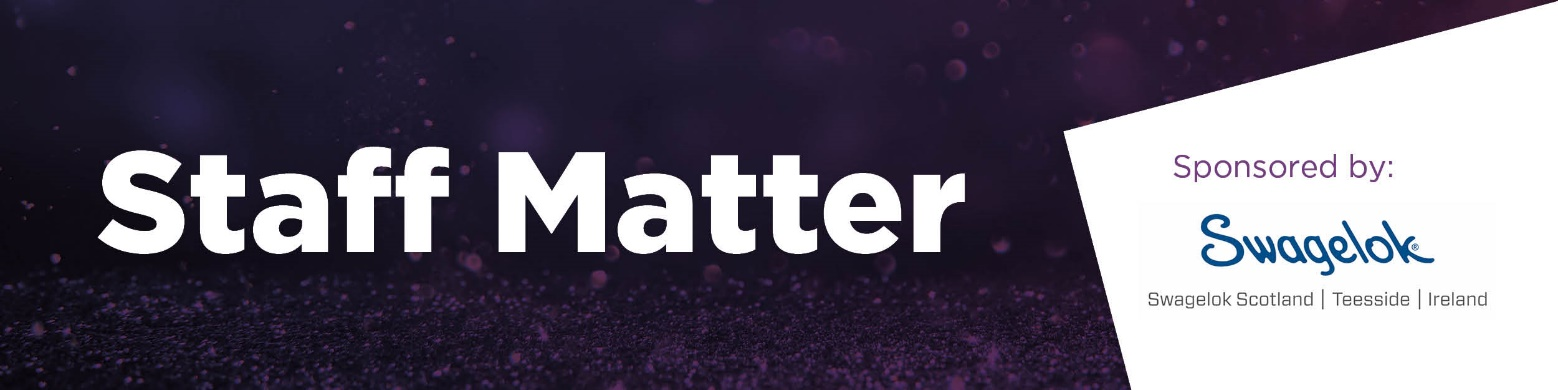 Staff Matter
Sponsored by:
Swagelok®
Swagelok Scotland | Teesside | Ireland